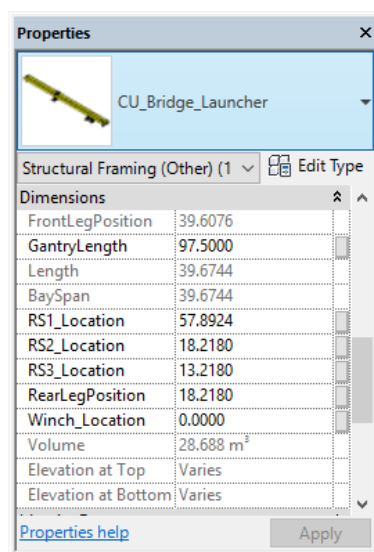 Properties
CU_Bridge_Launcher
Structural Framing (Other) (1 Edit Type
Dimensions
FrontLegPosition 39.6076
GantryLength 97.5000
Length 39.6744
BaySpan 39.6744
RS1_Location 57.8924
RS2_Location 18.2180
RS3_Location 13.2180
RearLegPosition 18.2180
Winch_Location 0.0000
Volume 28.688 m³
Elevation at Top Varies
Elevation at Bottom Varies
Properties help Apply